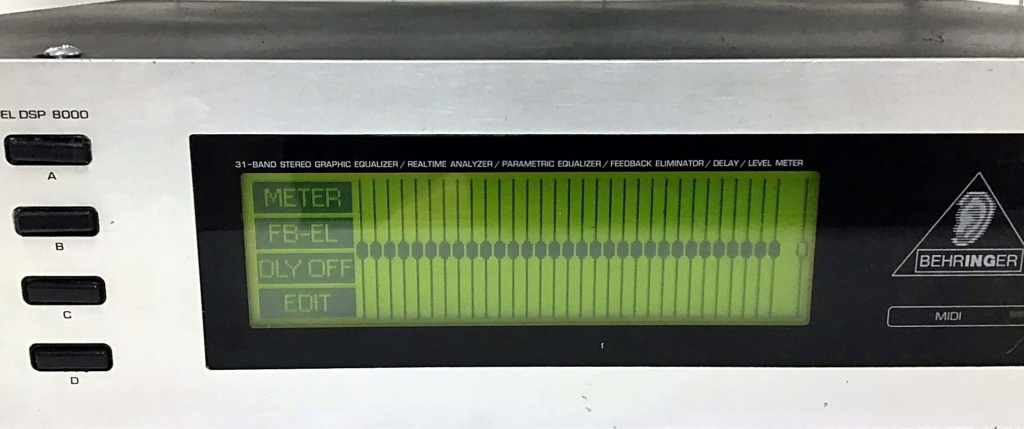 EL DSP 8000
A
B
C
D
31-BAND STEREO GRAPHIC EQUALIZER / REALTIME ANALYZER / PARAMETRIC EQUALIZER / FEEDBACK ELIMINATOR / DELAY / LEVEL METER
METER
FB-EL
DLY OFF
EDIT
BEHRINGER
MIDI